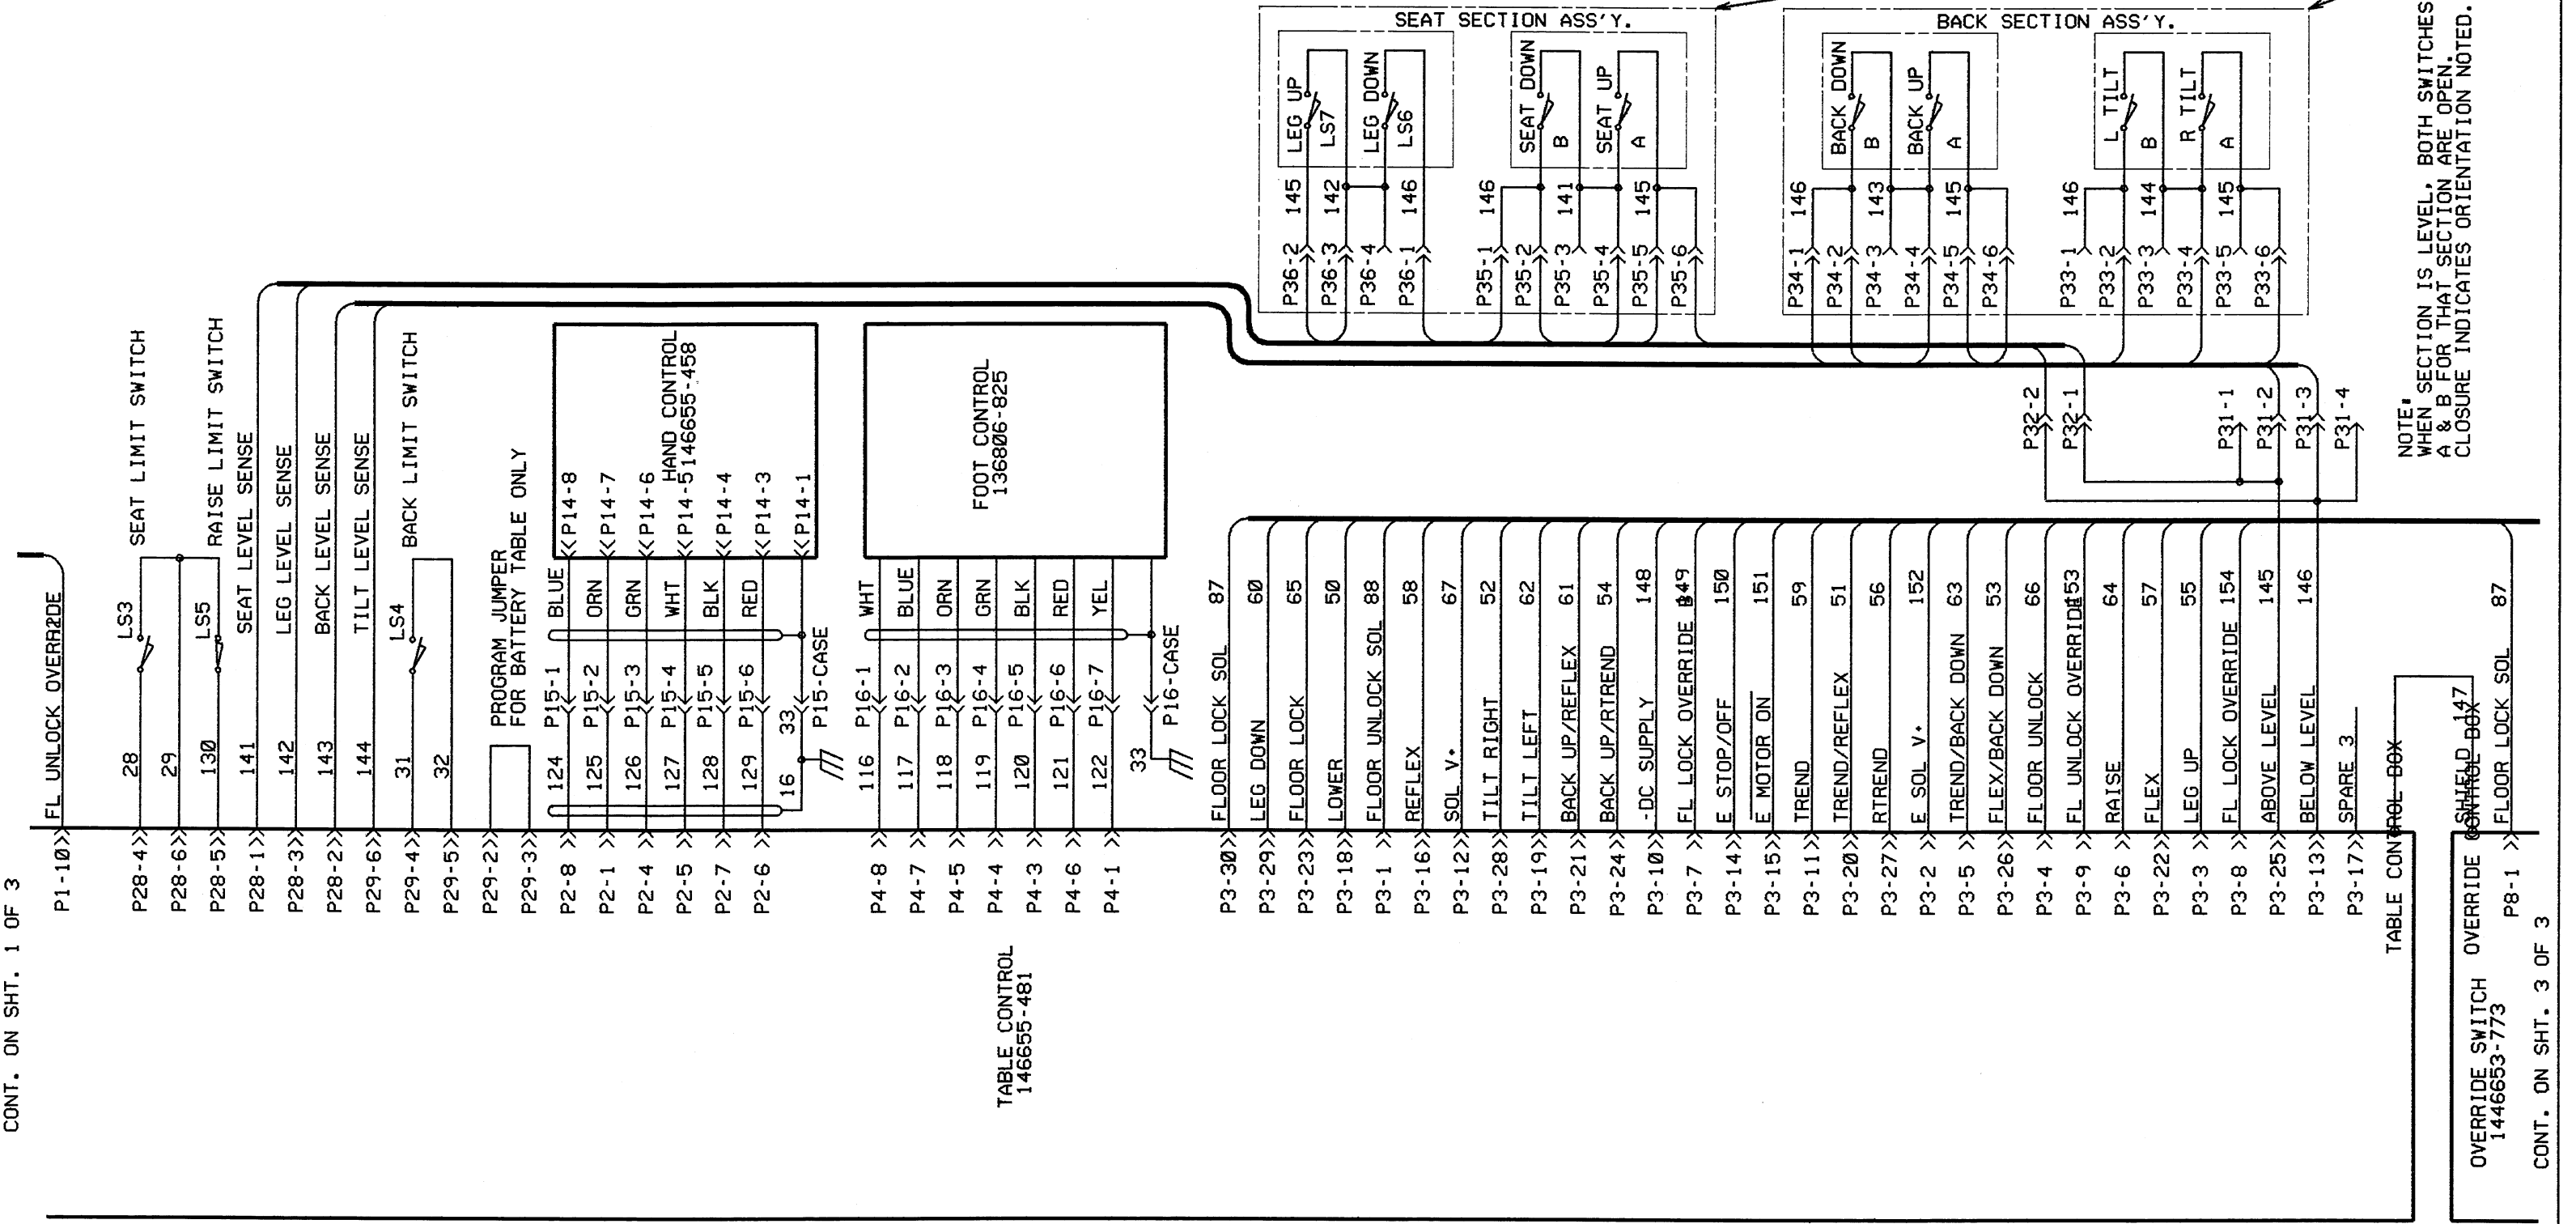 CONT. ON SHT. 1 OF 3
P1-10
FL UNLOCK OVERR2DE
P28-4
28
LS3
SEAT LIMIT SWITCH
P28-6
29
P28-5
130
LS5
RAISE LIMIT SWITCH
P28-1
141
SEAT LEVEL SENSE
P28-3
142
LEG LEVEL SENSE
P28-2
143
BACK LEVEL SENSE
P29-6
144
TILT LEVEL SENSE
P29-4
31
LS4
BACK LIMIT SWITCH
P29-5
32
P29-2
PROGRAM JUMPER
FOR BATTERY TABLE ONLY
P29-3
P2-8
124
P15-1
BLUE
P14-8
P2-1
125
P15-2
ORN
P14-7
P2-4
126
P15-3
GRN
P14-6
P2-5
127
P15-4
WHT
P14-5
P2-7
128
P15-5
BLK
P14-4
P2-6
129
P15-6
RED
P14-3
16
33
P15-CASE
P14-1
HAND CONTROL
146655-458
P4-8
116
P16-1
WHT
P4-7
117
P16-2
BLUE
P4-5
118
P16-3
ORN
P4-4
119
P16-4
GRN
P4-3
120
P16-5
BLK
P4-6
121
P16-6
RED
P4-1
122
P16-7
YEL
33
P16-CASE
FOOT CONTROL
136806-825
TABLE CONTROL
146655-481
P3-30
FLOOR LOCK SOL
87
P3-29
LEG DOWN
60
P3-23
FLOOR LOCK
65
P3-18
LOWER
50
P3-1
FLOOR UNLOCK SOL
88
P3-16
REFLEX
58
P3-12
SOL V+
67
P3-28
TILT RIGHT
52
P3-19
TILT LEFT
62
P3-21
BACK UP/REFLEX
61
P3-24
BACK UP/RTREND
54
P3-10
-DC SUPPLY
148
P3-7
FL LOCK OVERRIDE B
149
P3-14
E STOP/OFF
150
P3-15
E MOTOR ON
151
P3-11
TREND
59
P3-20
TREND/REFLEX
51
P3-27
RTREND
56
P3-2
E SOL V+
152
P3-5
TREND/BACK DOWN
63
P3-26
FLEX/BACK DOWN
53
P3-4
FLOOR UNLOCK
66
P3-9
FL UNLOCK OVERRIDE
153
P3-6
RAISE
64
P3-22
FLEX
57
P3-3
LEG UP
55
P3-8
FL LOCK OVERRIDE
154
P3-25
ABOVE LEVEL
145
P3-13
BELOW LEVEL
146
P3-17
SPARE 3
TABLE CONTROL BOX
SHIELD 147
OVERRIDE CONTROL BOX
P8-1
FLOOR LOCK SOL
87
OVERRIDE SWITCH
146653-773
CONT. ON SHT. 3 OF 3
P32-2
P32-1
P31-1
P31-2
P31-3
P31-4
SEAT SECTION ASS'Y.
P36-2
145
LEG UP
LS7
P36-3
142
P36-4
LEG DOWN
LS6
P36-1
146
P35-1
146
P35-2
SEAT DOWN
B
P35-3
141
P35-4
SEAT UP
A
P35-5
145
P35-6
BACK SECTION ASS'Y.
P34-1
146
P34-2
BACK DOWN
B
P34-3
143
P34-4
BACK UP
A
P34-5
145
P34-6
P33-1
146
P33-2
L TILT
B
P33-3
144
P33-4
R TILT
A
P33-5
145
P33-6
NOTE:
WHEN SECTION IS LEVEL, BOTH SWITCHES
A & B FOR THAT SECTION ARE OPEN.
CLOSURE INDICATES ORIENTATION NOTED.